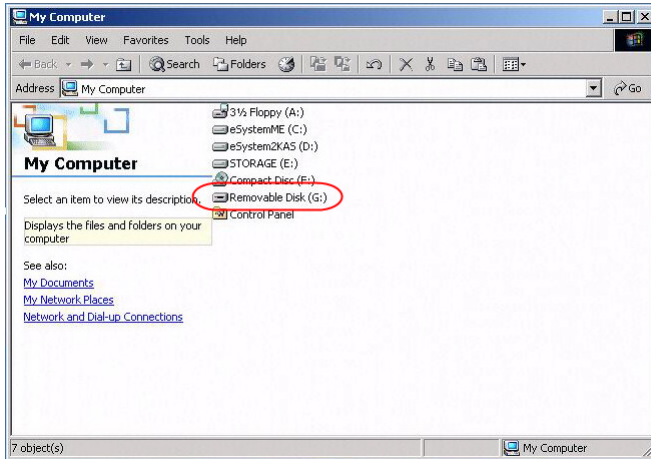 My Computer
File Edit View Favorites Tools Help
Back Search Folders
Address My Computer Go
3½ Floppy (A:)
eSystemME (C:)
eSystem2KAS (D:)
STORAGE (E:)
Compact Disc (F:)
Removable Disk (G:)
Control Panel
My Computer
Select an item to view its description.
Displays the files and folders on your
computer
See also:
My Documents
My Network Places
Network and Dial-up Connections
7 object(s) My Computer